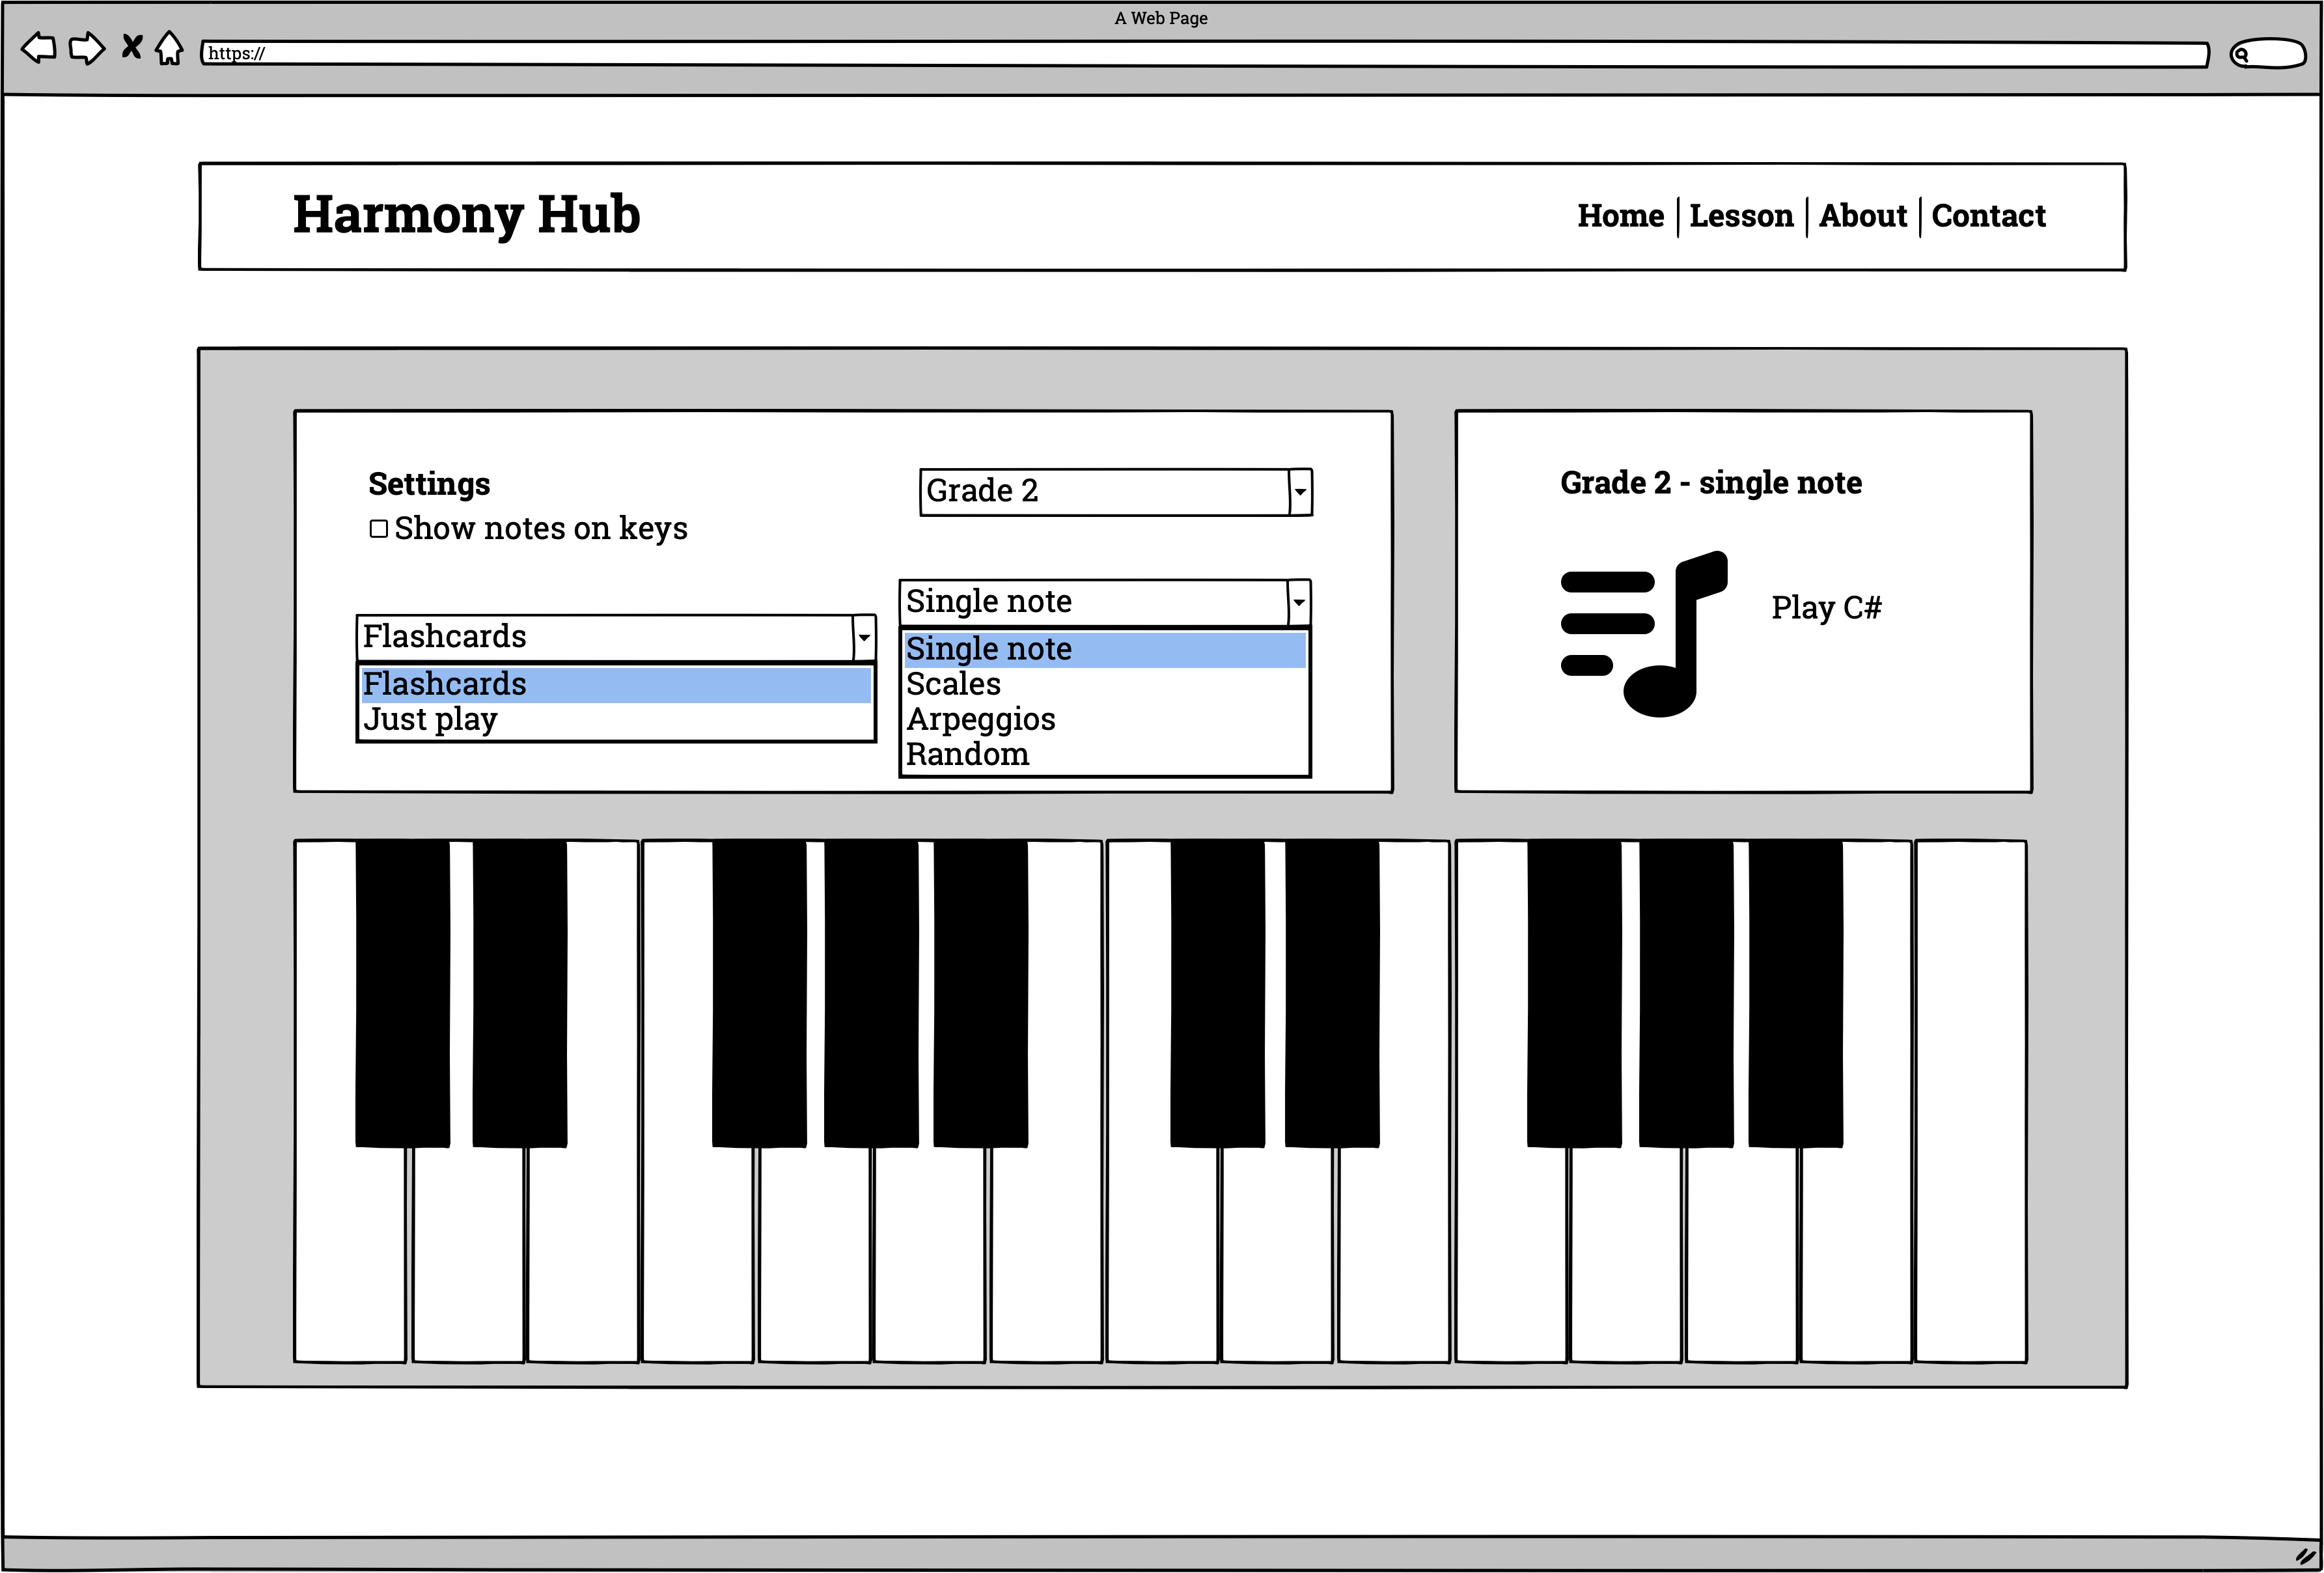 A Web Page
https://
Harmony Hub
Home
Lesson
About
Contact
Settings
Show notes on keys
Grade 2
Flashcards
Flashcards
Just play
Single note
Single note
Scales
Arpeggios
Random
Grade 2 - single note
Play C#